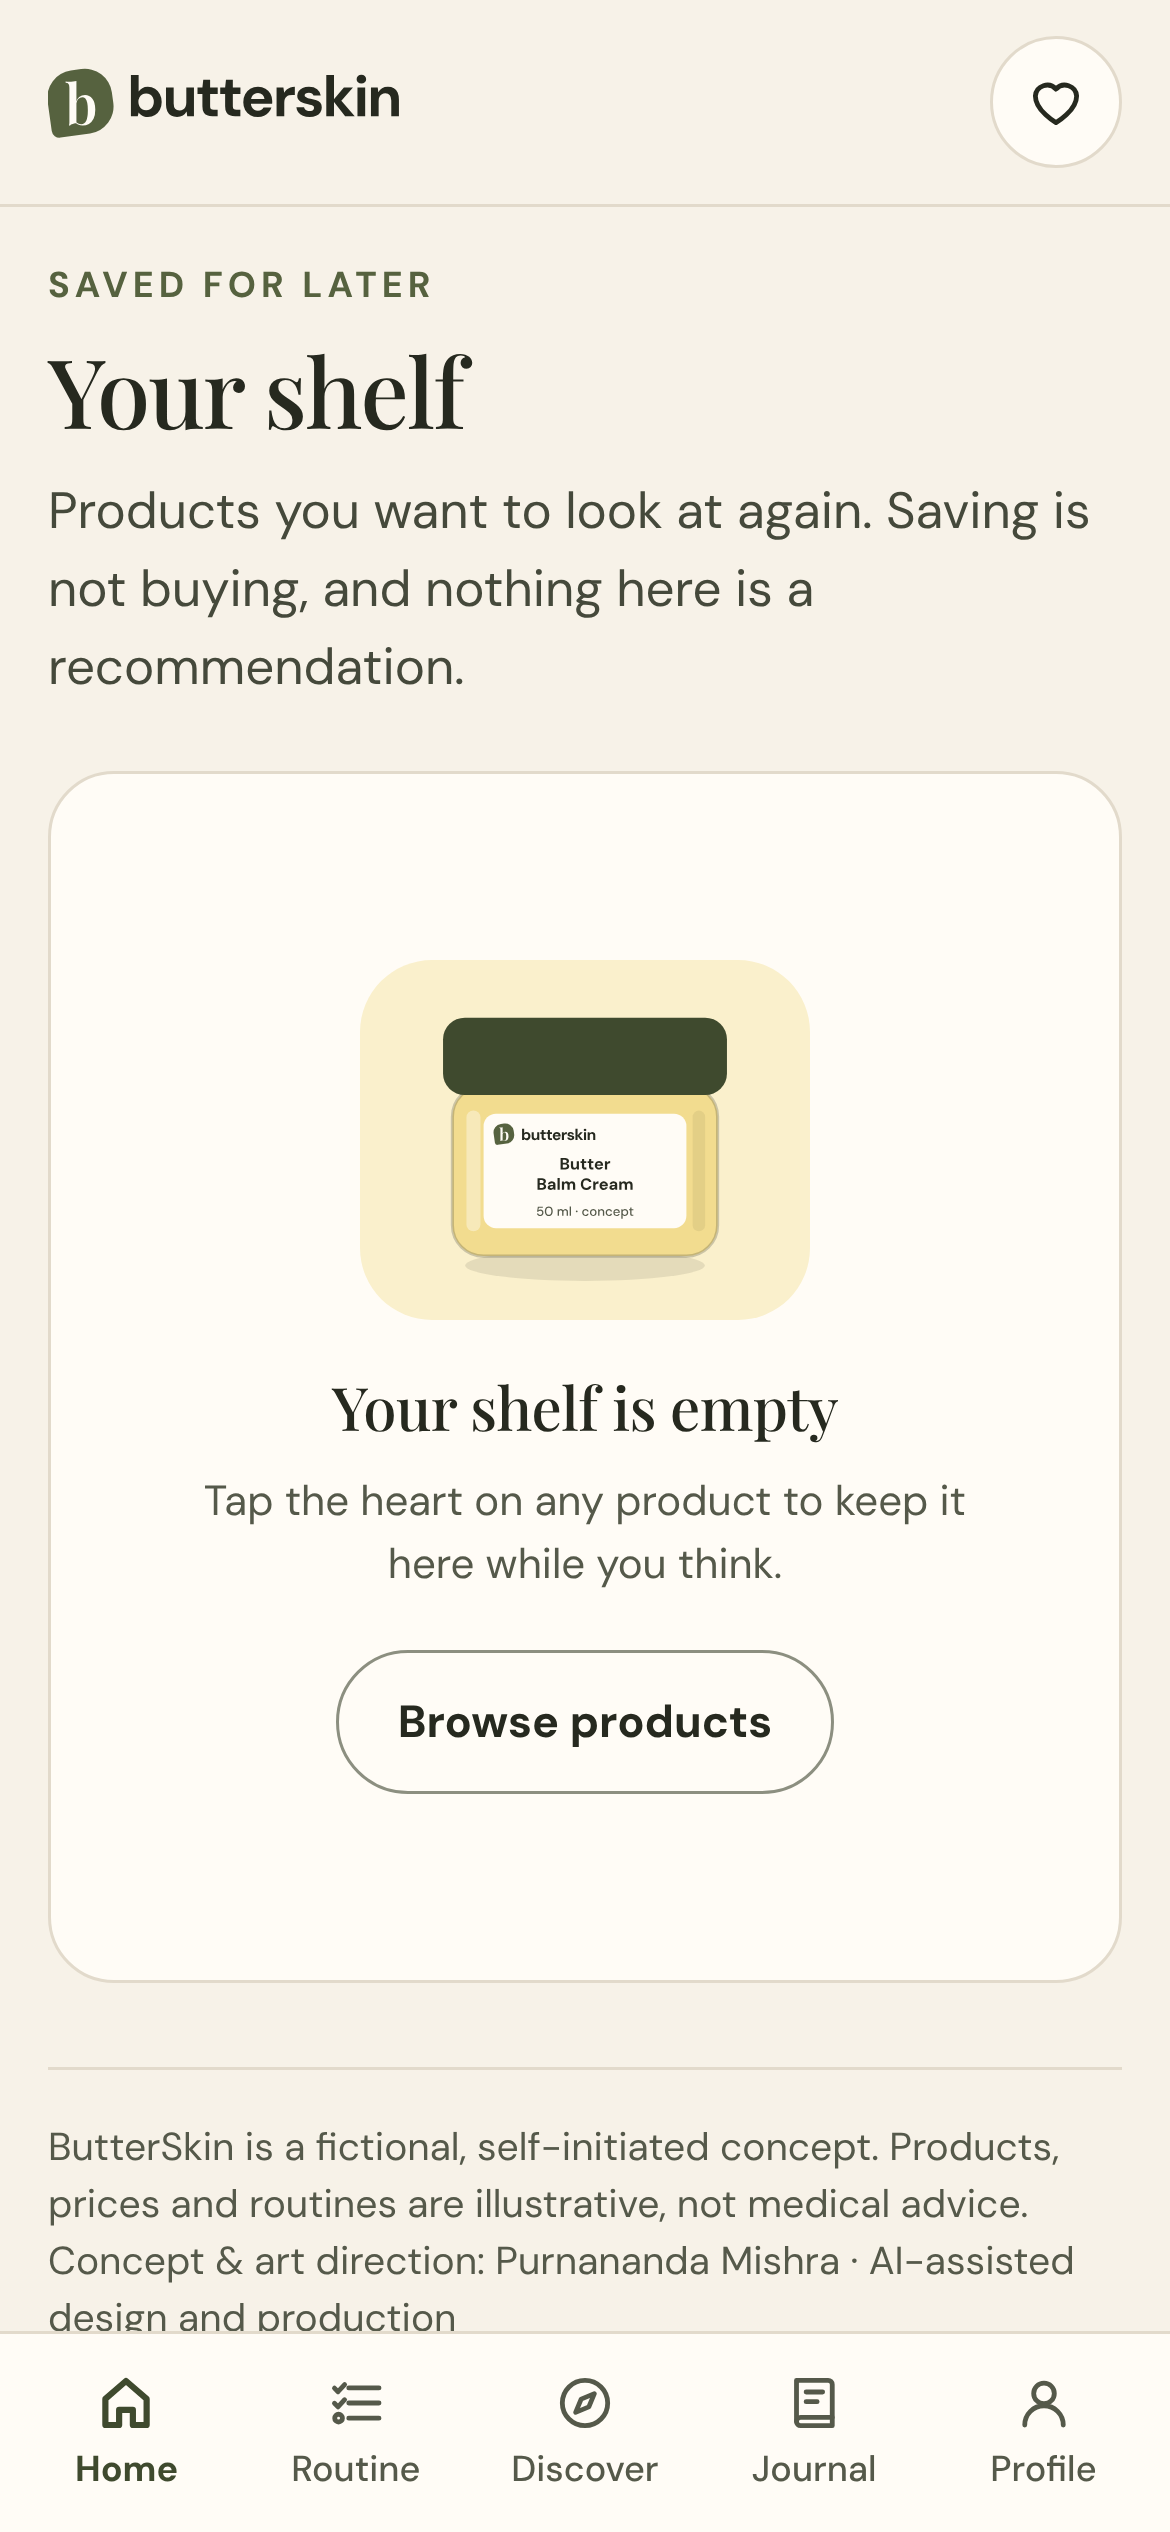 b butterskin
SAVED FOR LATER
Your shelf
Products you want to look at again. Saving is
not buying, and nothing here is a
recommendation.
b butterskin
Butter
Balm Cream
50 ml · concept
Your shelf is empty
Tap the heart on any product to keep it
here while you think.
Browse products
ButterSkin is a fictional, self-initiated concept. Products,
prices and routines are illustrative, not medical advice.
Concept & art direction: Purnananda Mishra · AI-assisted
design and production
Home
Routine
Discover
Journal
Profile